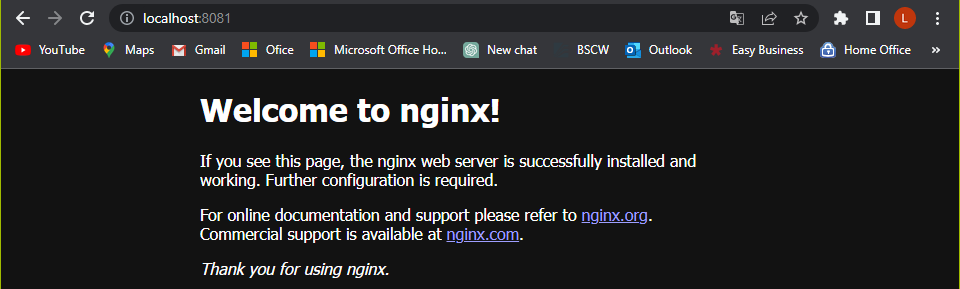 localhost:8081
L
YouTube Maps Gmail Ofice Microsoft Office Ho... New chat BSCW Outlook Easy Business Home Office »
Welcome to nginx!
If you see this page, the nginx web server is successfully installed and
working. Further configuration is required.
For online documentation and support please refer to nginx.org.
Commercial support is available at nginx.com.
Thank you for using nginx.